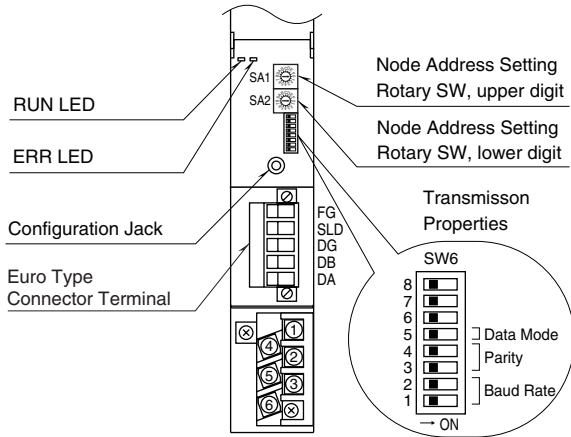 RUN LED
ERR LED
Configuration Jack
Euro Type
Connector Terminal
SA1
SA2
FG
SLD
DG
DB
DA
1
2
3
4
5
6
Node Address Setting
Rotary SW, upper digit
Node Address Setting
Rotary SW, lower digit
Transmisson
Properties
SW6
8
7
6
5 Data Mode
4
Parity
3
2
Baud Rate
1
→ ON